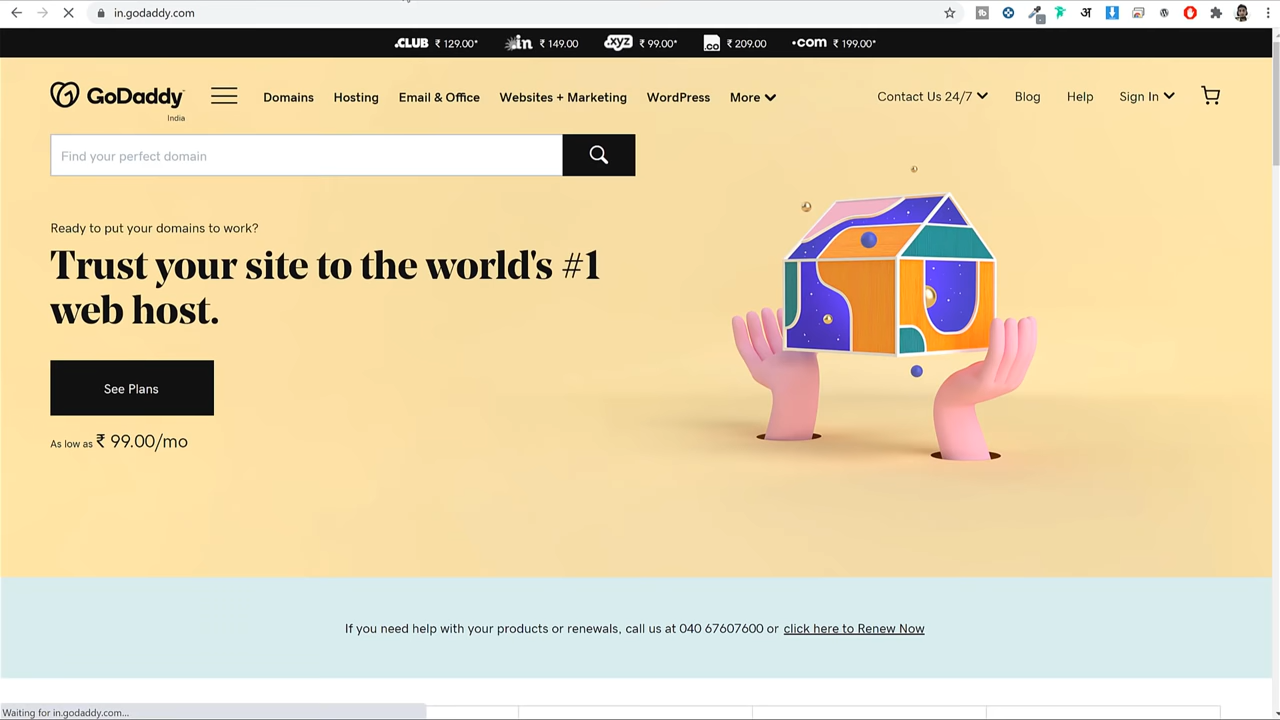 in.godaddy.com
.CLUB ₹ 129.00* .in ₹ 149.00 .xyz ₹ 99.00* .co ₹ 209.00 .com ₹ 199.00*
GoDaddy Domains Hosting Email & Office Websites + Marketing WordPress More Contact Us 24/7 Blog Help Sign In
India
Find your perfect domain
Ready to put your domains to work?
Trust your site to the world's #1
web host.
See Plans
As low as ₹ 99.00/mo
If you need help with your products or renewals, call us at 040 67607600 or click here to Renew Now
Waiting for in.godaddy.com...